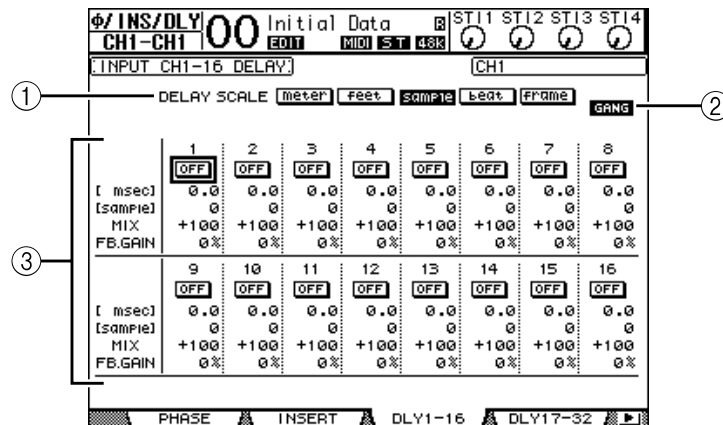 Φ/INS/DLY 00 Initial Data B STI1 STI2 STI3 STI4
CH1-CH1 EDIT MIDI ST 48K
INPUT CH1-16 DELAY CH1
1 DELAY SCALE meter feet sample beat frame
GANG 2
1 2 3 4 5 6 7 8
OFF OFF OFF OFF OFF OFF OFF OFF
[ msec] 0.0 0.0 0.0 0.0 0.0 0.0 0.0 0.0
[sample] 0 0 0 0 0 0 0 0
MIX +100 +100 +100 +100 +100 +100 +100 +100
FB.GAIN 0% 0% 0% 0% 0% 0% 0% 0%
3
9 10 11 12 13 14 15 16
OFF OFF OFF OFF OFF OFF OFF OFF
[ msec] 0.0 0.0 0.0 0.0 0.0 0.0 0.0 0.0
[sample] 0 0 0 0 0 0 0 0
MIX +100 +100 +100 +100 +100 +100 +100 +100
FB.GAIN 0% 0% 0% 0% 0% 0% 0% 0%
PHASE INSERT DLY1-16 DLY17-32